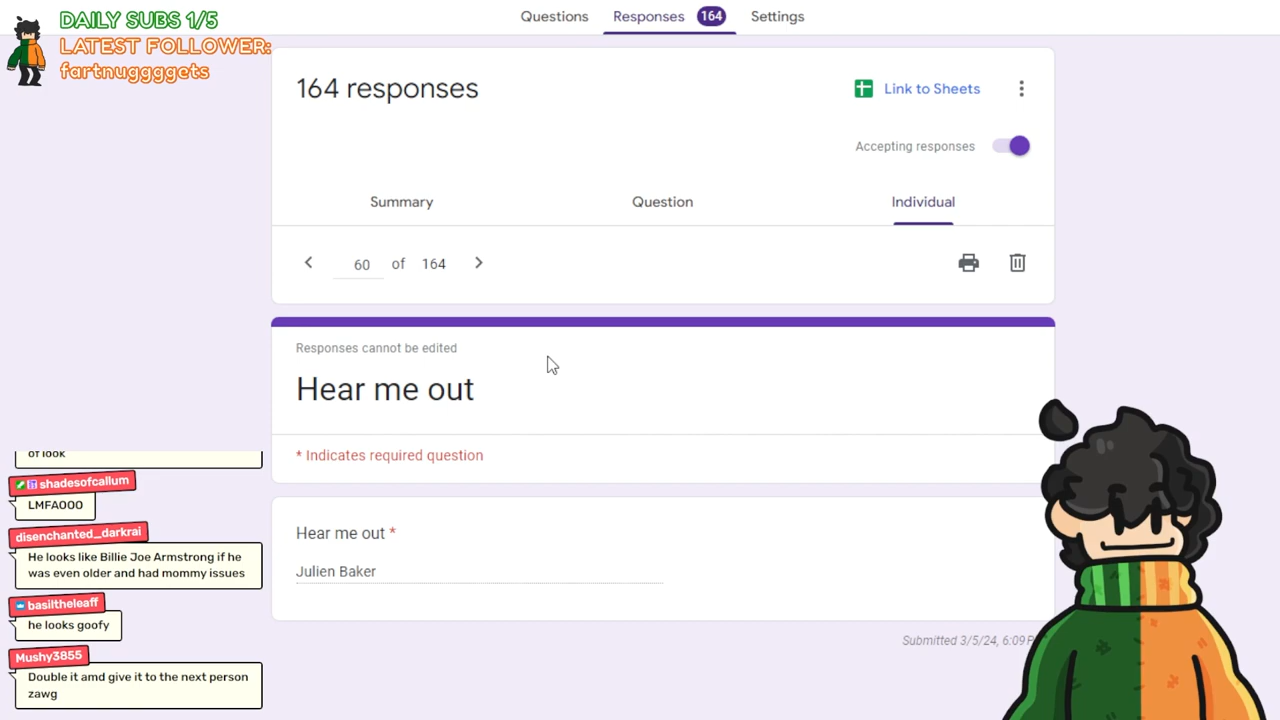 DAILY SUBS 1/5
LATEST FOLLOWER:
fartnuggggets
Questions
Responses
164
Settings
164 responses
Link to Sheets
Accepting responses
Summary
Question
Individual
60 of 164
Responses cannot be edited
Hear me out
* Indicates required question
Hear me out *
Julien Baker
Submitted 3/5/24, 6:09
of look
shadesofcallum
LMFAOOO
disenchanted_darkrai
He looks like Billie Joe Armstrong if he
was even older and had mommy issues
basiltheleaff
he looks goofy
Mushy3855
Double it amd give it to the next person
zawg